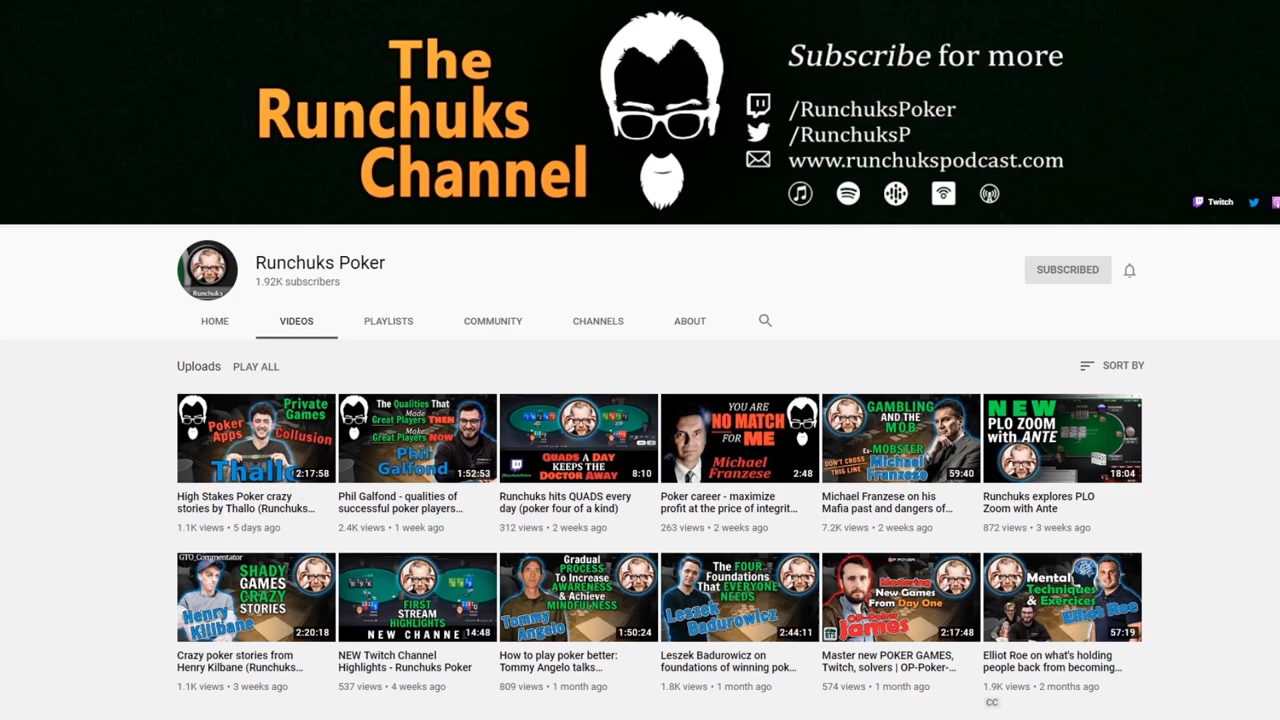 The
Runchuks
Channel
Subscribe for more
/RunchuksPoker
/RunchuksP
www.runchukspodcast.com
Twitch
Runchuks
Runchuks Poker
1.92K subscribers
SUBSCRIBED
HOME VIDEOS PLAYLISTS COMMUNITY CHANNELS ABOUT
Uploads PLAY ALL
SORT BY
Private
Games
Poker
Apps
Collusion
Thallo
2:17:58
High Stakes Poker crazy
stories by Thallo (Runchuks...
1.1K views • 5 days ago
The Qualities That
Made
Great Players THEN
Make
Great Players NOW
Phil
Galfond
1:52:53
Phil Galfond - qualities of
successful poker players...
2.4K views • 1 week ago
QUADS A DAY
KEEPS THE
DOCTOR AWAY
8:10
Runchuks hits QUADS every
day (poker four of a kind)
312 views • 2 weeks ago
YOU ARE
NO MATCH
FOR ME
Michael
Franzese
2:48
Poker career - maximize
profit at the price of integrit...
263 views • 2 weeks ago
GAMBLING
AND THE
MOB
DON'T CROSS
THIS LINE
Ex-
MOBSTER
Michael
Franzese
59:40
Michael Franzese on his
Mafia past and dangers of...
7.2K views • 2 weeks ago
NEW
PLO ZOOM
with ANTE
18:04
Runchuks explores PLO
Zoom with Ante
872 views • 3 weeks ago
GTO_Commentator
SHADY
GAMES
CRAZY
STORIES
Henry
Kilbane
2:20:18
Crazy poker stories from
Henry Kilbane (Runchuks...
1.1K views • 3 weeks ago
FIRST
STREAM
HIGHLIGHTS
NEW CHANNE
14:48
NEW Twitch Channel
Highlights - Runchuks Poker
537 views • 4 weeks ago
Gradual
PROCESS
To Increase
AWARENESS
& Achieve
MINDFULNESS
Tommy
Angelo
1:50:24
How to play poker better:
Tommy Angelo talks...
809 views • 1 month ago
The FOUR
Foundations
That EVERYONE
NEEDS
Leszek
Badurowicz
2:44:11
Leszek Badurowicz on
foundations of winning pok...
1.8K views • 1 month ago
OP POKER
Mastering
New Games
From Day One
OP-Poker
James
2:17:48
Master new POKER GAMES,
Twitch, solvers | OP-Poker-...
574 views • 1 month ago
Mental
Techniques
& Exercises
Elliot Roe
57:19
Elliot Roe on what's holding
people back from becoming...
1.9K views • 2 months ago
CC